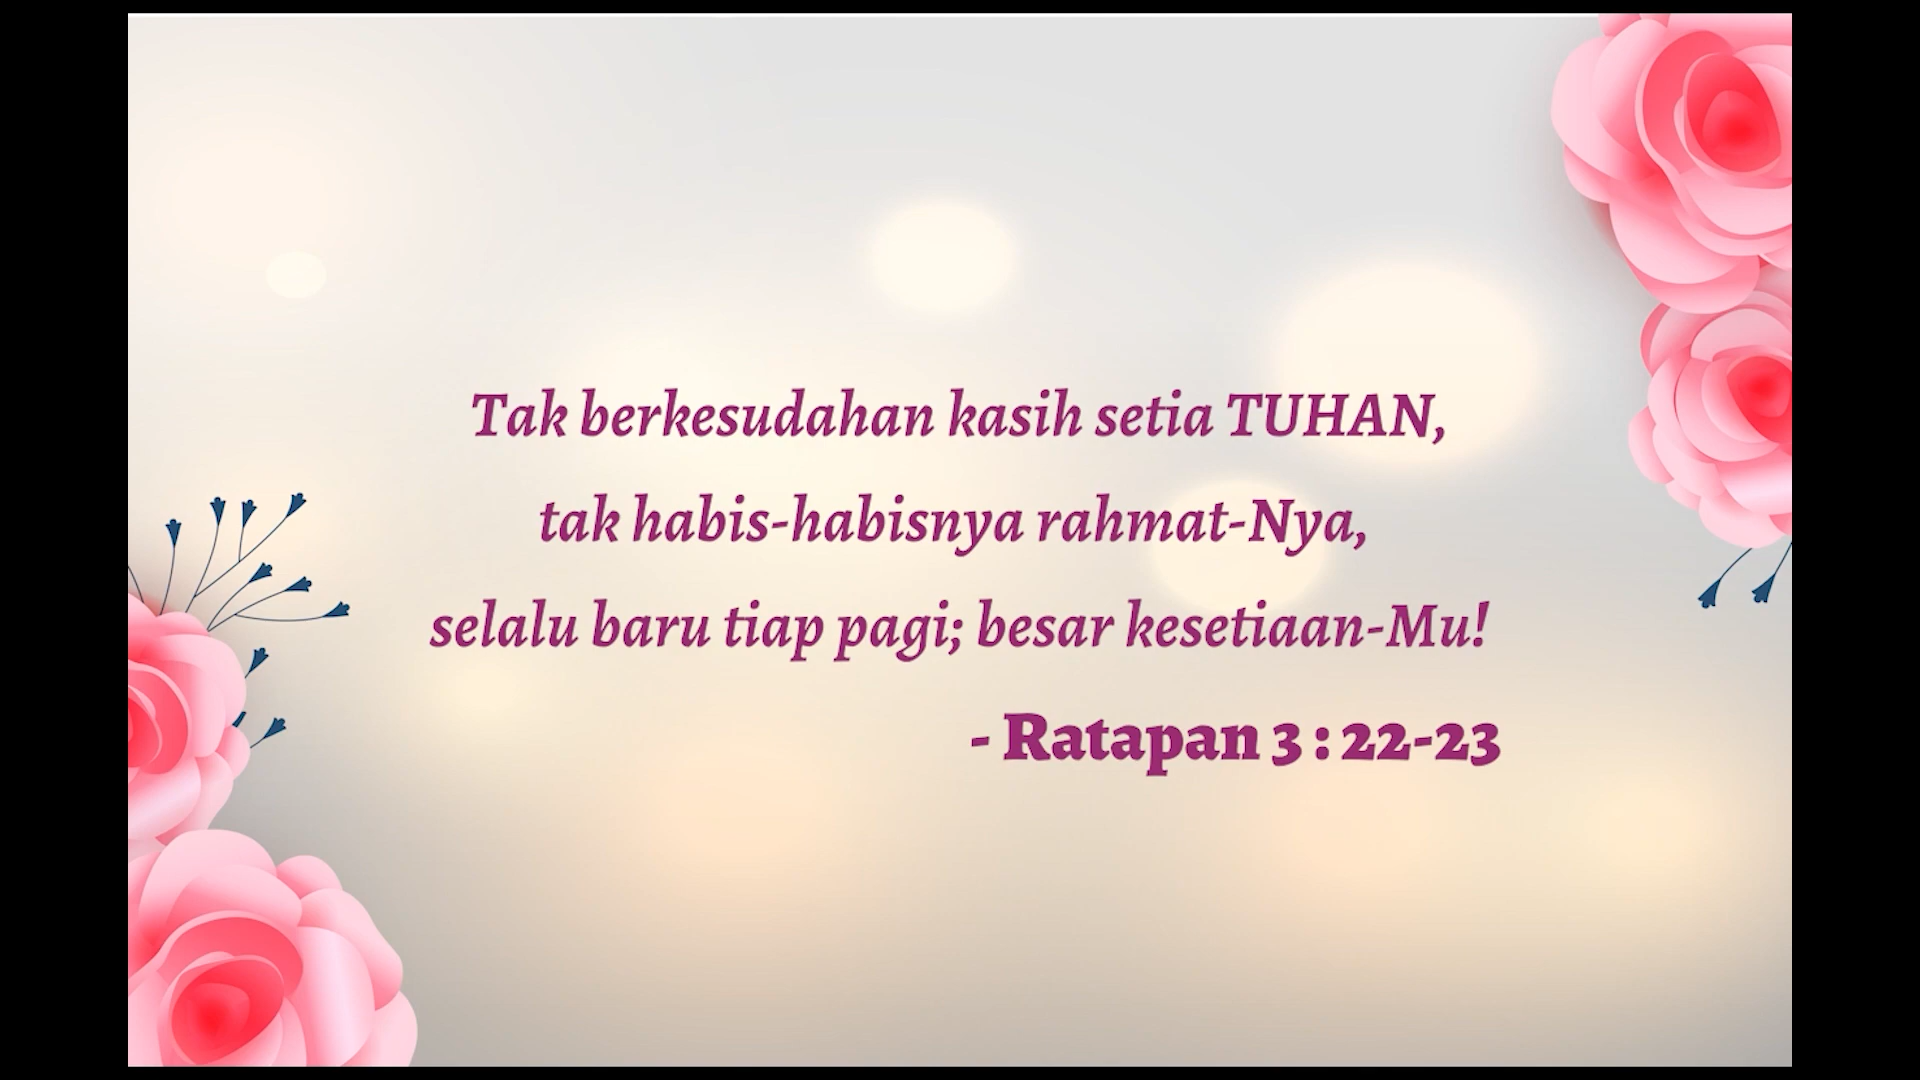 Tak berkesudahan kasih setia TUHAN,
tak habis-habisnya rahmat-Nya,
selalu baru tiap pagi; besar kesetiaan-Mu!
- Ratapan 3 : 22-23